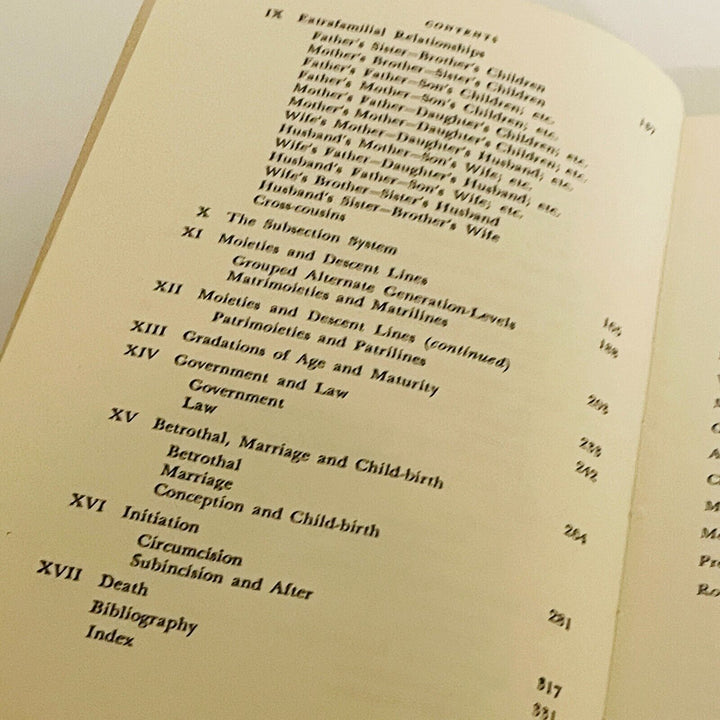 CONTENTS
IX Extrafamilial Relationships 151
Father's Sister—Brother's Children
Mother's Brother—Sister's Children
Father's Father—Son's Children; etc.
Father's Mother—Son's Children; etc.
Mother's Father—Daughter's Children; etc.
Mother's Mother—Daughter's Children; etc.
Wife's Mother—Daughter's Husband; etc.
Husband's Mother—Son's Wife; etc.
Wife's Father—Daughter's Husband; etc.
Husband's Father—Son's Wife; etc.
Wife's Brother—Sister's Husband
Husband's Sister—Brother's Wife
Cross-cousins
X The Subsection System
XI Moieties and Descent Lines
Grouped Alternate Generation-Levels
Matrimoieties and Matrilines
XII Moieties and Descent Lines (continued)
Patrimoieties and Patrilines
XIII Gradations of Age and Maturity
XIV Government and Law 242
Government
Law
XV Betrothal, Marriage and Child-birth 264
Betrothal
Marriage
Conception and Child-birth
XVI Initiation 281
Circumcision
Subincision and After
XVII Death 317
Bibliography 331
Index